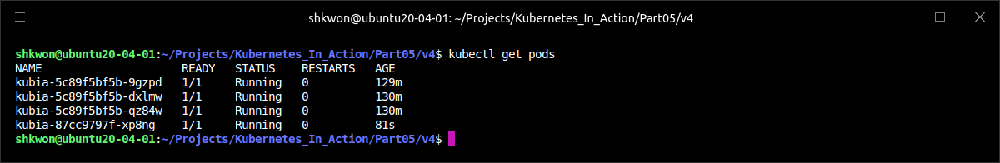 shkwon@ubuntu20-04-01: ~/Projects/Kubernetes_In_Action/Part05/v4
shkwon@ubuntu20-04-01:~/Projects/Kubernetes_In_Action/Part05/v4$ kubectl get pods
NAME READY STATUS RESTARTS AGE
kubia-5c89f5bf5b-9gzpd 1/1 Running 0 129m
kubia-5c89f5bf5b-dxlmw 1/1 Running 0 130m
kubia-5c89f5bf5b-qz84w 1/1 Running 0 130m
kubia-87cc9797f-xp8ng 1/1 Running 0 81s
shkwon@ubuntu20-04-01:~/Projects/Kubernetes_In_Action/Part05/v4$